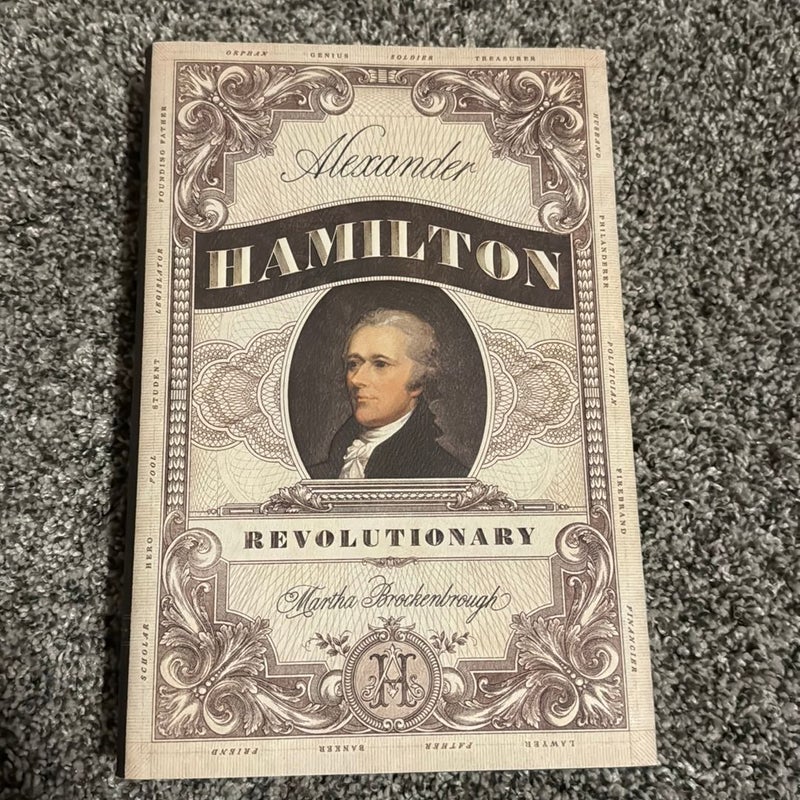 ORPHAN GENIUS SOLDIER TREASURER
HUSBAND
PHILANDERER
POLITICIAN
FIREBRAND
FINANCIER
LAWYER
FATHER
BANKER
FRIEND
SCHOLAR
HERO
FOOL
STUDENT
LEGISLATOR
FOUNDING FATHER
Alexander
HAMILTON
REVOLUTIONARY
Martha Brockenbrough
AH